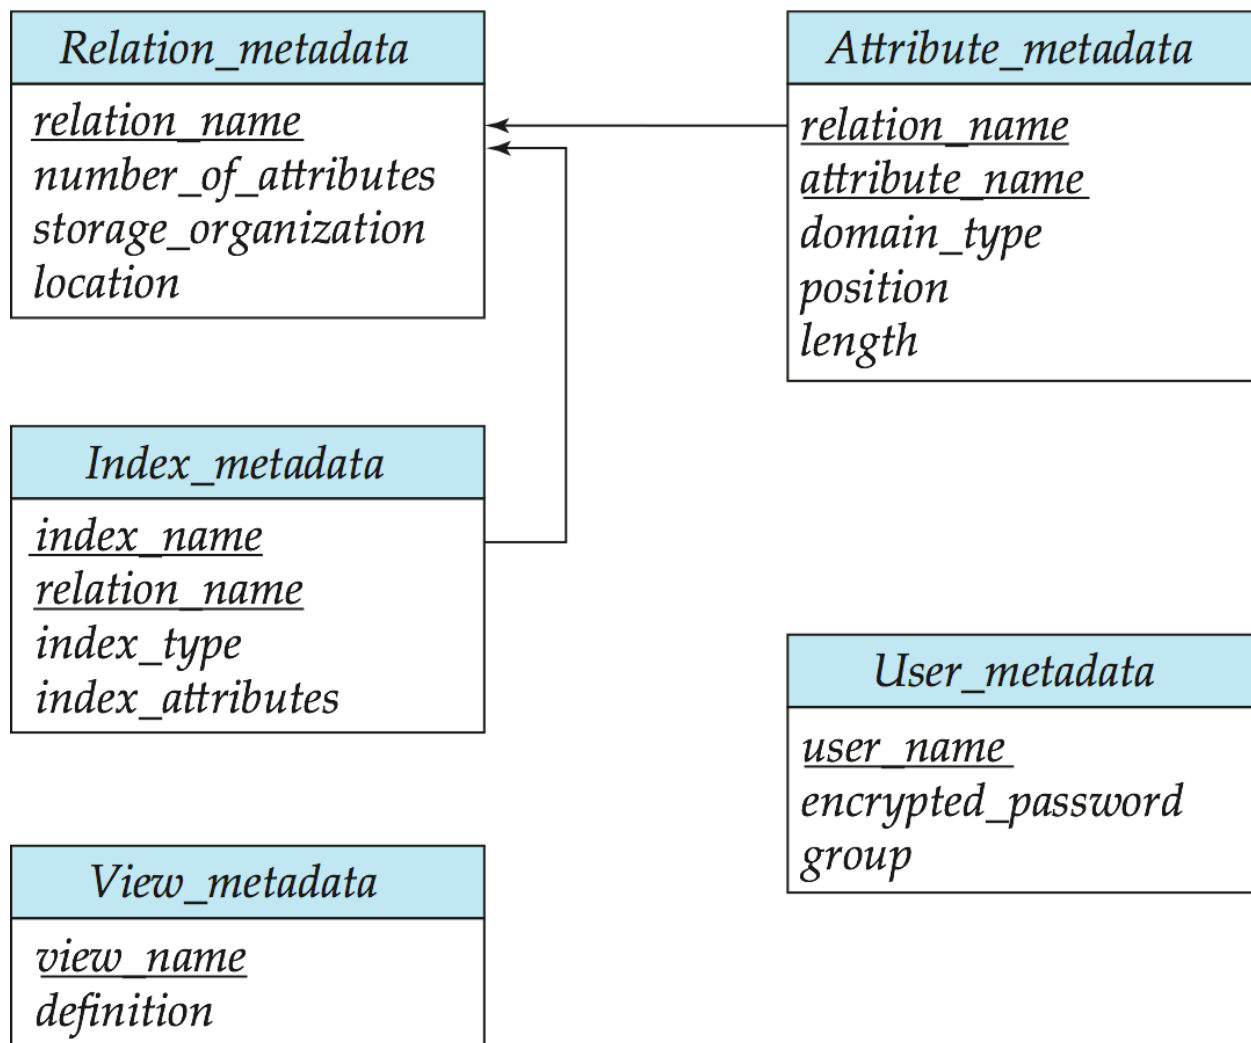 Relation_metadata
relation_name
number_of_attributes
storage_organization
location
Attribute_metadata
relation_name
attribute_name
domain_type
position
length
Index_metadata
index_name
relation_name
index_type
index_attributes
User_metadata
user_name
encrypted_password
group
View_metadata
view_name
definition